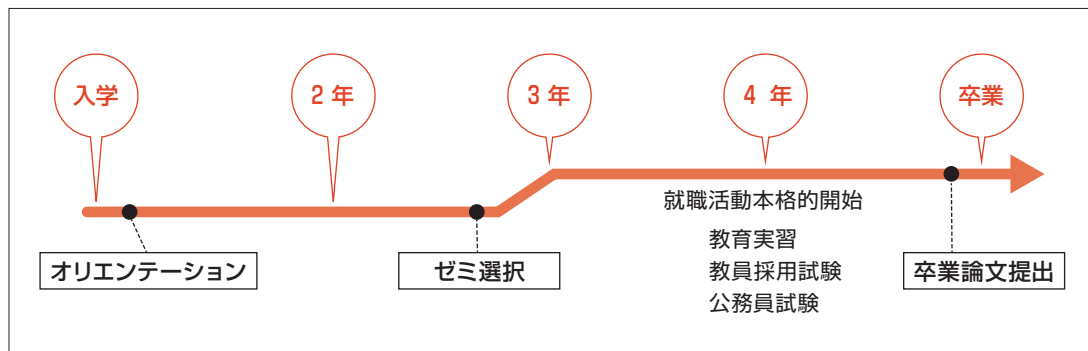 入学
2 年
3 年
4 年
卒業
就職活動本格的開始
教育実習
教員採用試験
公務員試験
オリエンテーション
ゼミ選択
卒業論文提出